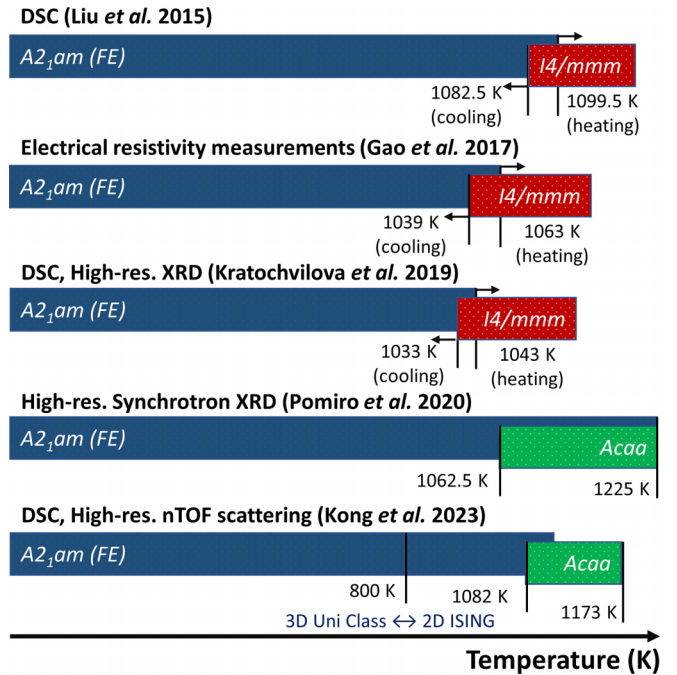 DSC (Liu et al. 2015)
A2₁am (FE)
I4/mmm
1082.5 K
(cooling)
1099.5 K
(heating)
Electrical resistivity measurements (Gao et al. 2017)
A2₁am (FE)
I4/mmm
1039 K
(cooling)
1063 K
(heating)
DSC, High-res. XRD (Kratochvilova et al. 2019)
A2₁am (FE)
I4/mmm
1033 K
(cooling)
1043 K
(heating)
High-res. Synchrotron XRD (Pomiro et al. 2020)
A2₁am (FE)
Acaa
1062.5 K
1225 K
DSC, High-res. nTOF scattering (Kong et al. 2023)
A2₁am (FE)
Acaa
800 K
1082 K
1173 K
3D Uni Class ↔ 2D ISING
Temperature (K)